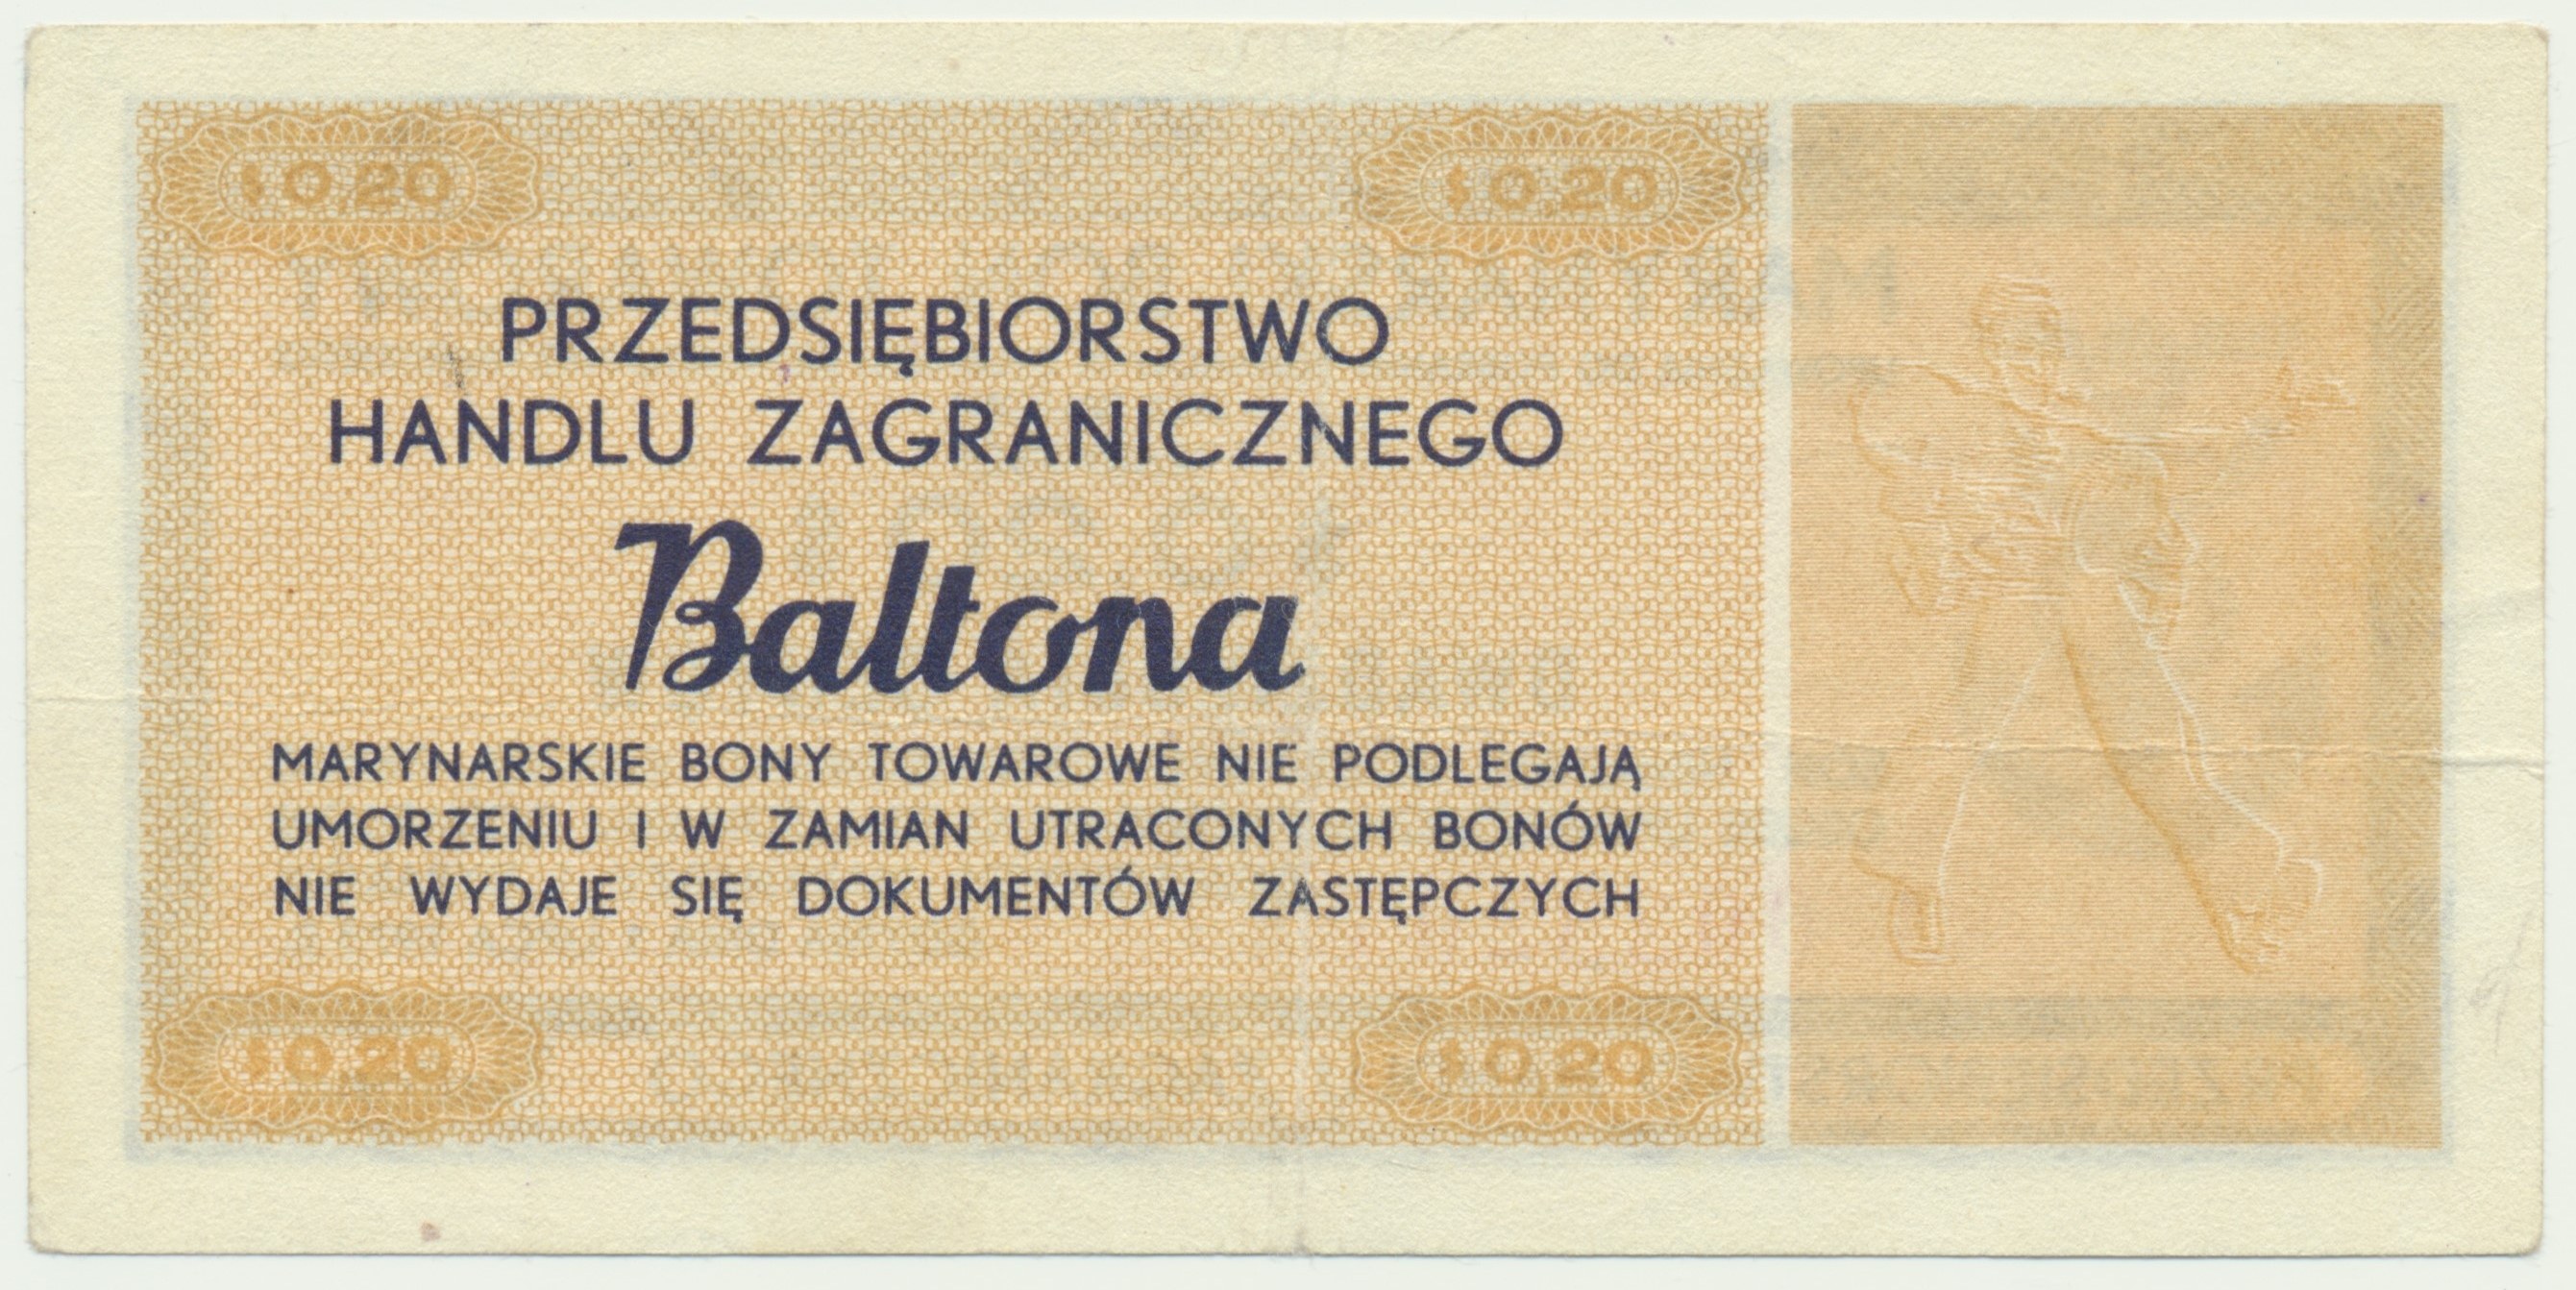 $ 0,20 $ 0,20
PRZEDSIĘBIORSTWO
HANDLU ZAGRANICZNEGO
Baltona
MARYNARSKIE BONY TOWAROWE NIE PODLEGAJĄ
UMORZENIU I W ZAMIAN UTRACONYCH BONÓW
NIE WYDAJE SIĘ DOKUMENTÓW ZASTĘPCZYCH
$ 0,20 $ 0,20